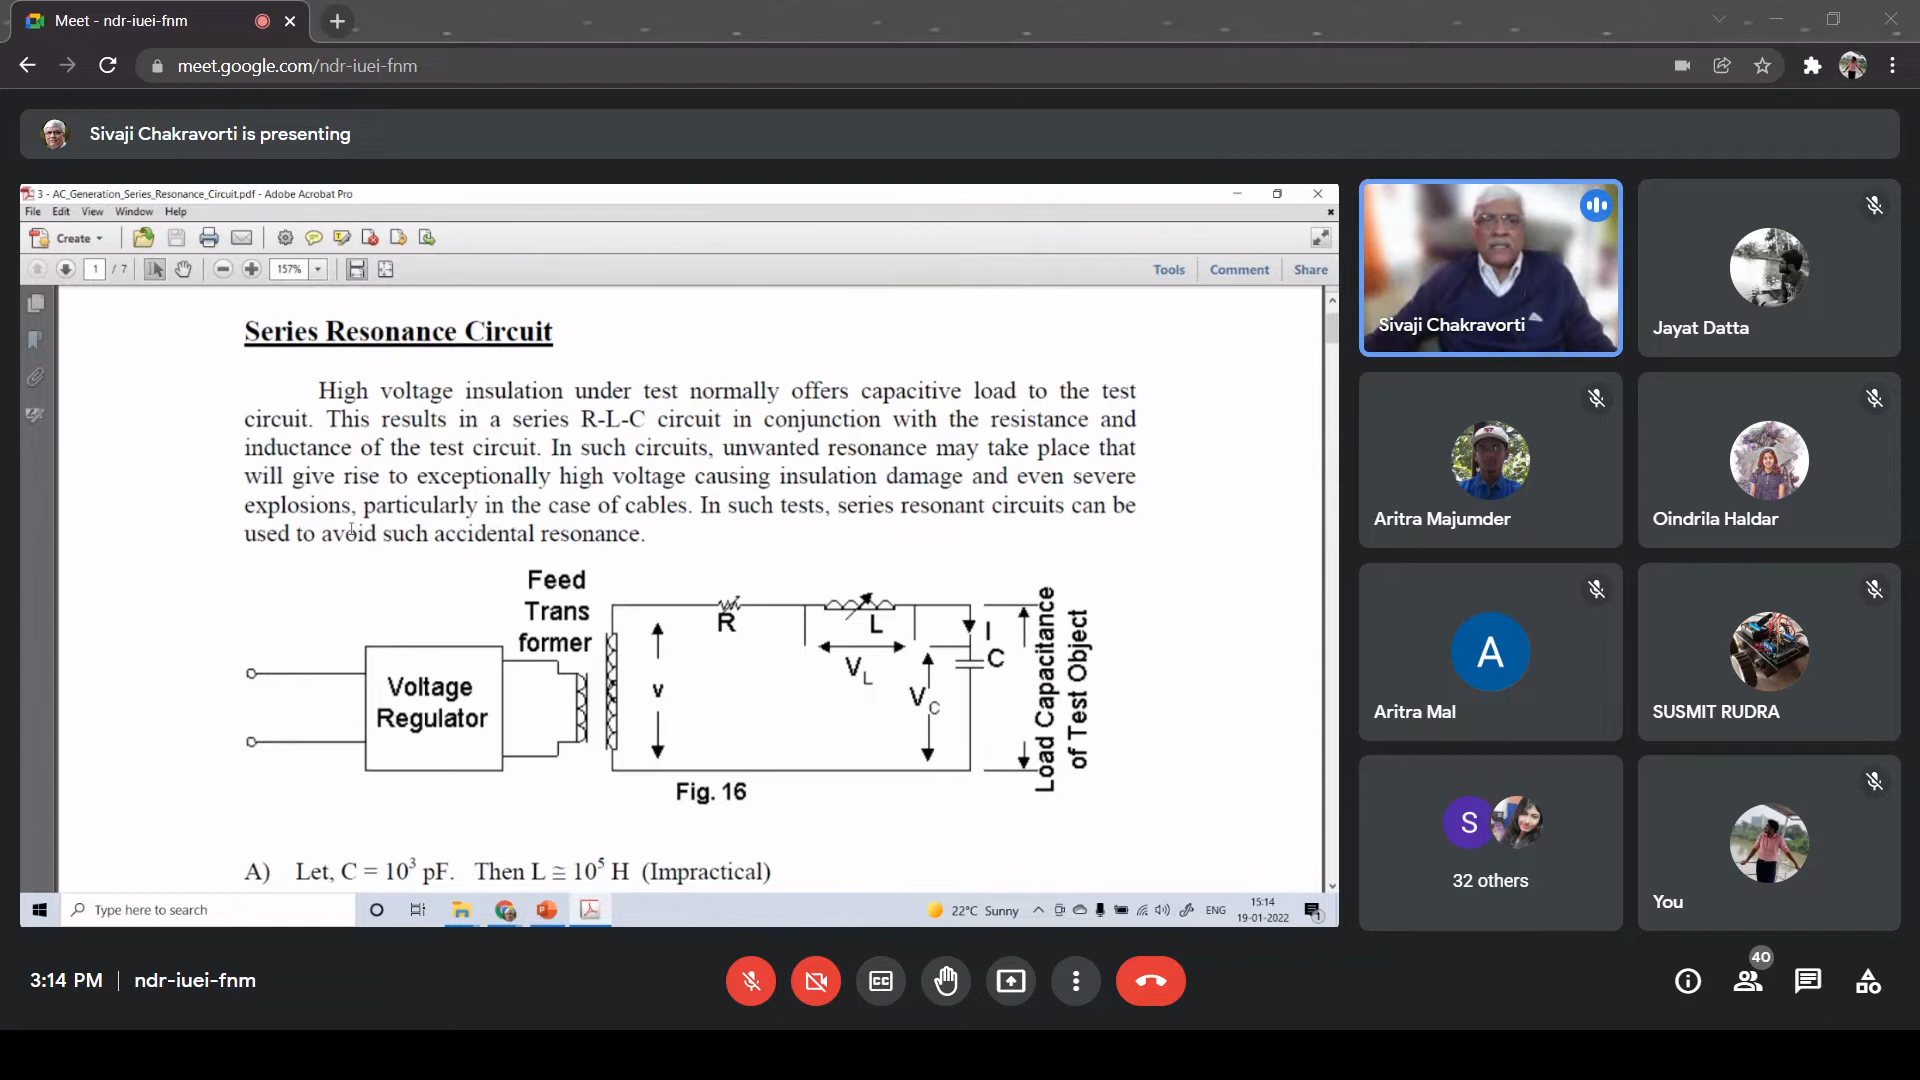 Meet - ndr-iuei-fnm
meet.google.com/ndr-iuei-fnm
Sivaji Chakravorti is presenting
3 - AC_Generation_Series_Resonance_Circuit.pdf - Adobe Acrobat Pro
File Edit View Window Help
Create
1 / 7 157% Tools Comment Share
Series Resonance Circuit
High voltage insulation under test normally offers capacitive load to the test
circuit. This results in a series R-L-C circuit in conjunction with the resistance and
inductance of the test circuit. In such circuits, unwanted resonance may take place that
will give rise to exceptionally high voltage causing insulation damage and even severe
explosions, particularly in the case of cables. In such tests, series resonant circuits can be
used to avoid such accidental resonance.
Feed
Trans
former
Voltage
Regulator
v
R
L
V_L
I
C
V_C
Load Capacitance
of Test Object
Fig. 16
A) Let, C = 10³ pF. Then L ≅ 10⁵ H (Impractical)
Type here to search
22°C Sunny
ENG
15:14
19-01-2022
1
Sivaji Chakravorti
Jayat Datta
Aritra Majumder
Oindrila Haldar
A
Aritra Mal
SUSMIT RUDRA
S
32 others
You
3:14 PM | ndr-iuei-fnm
CC
40